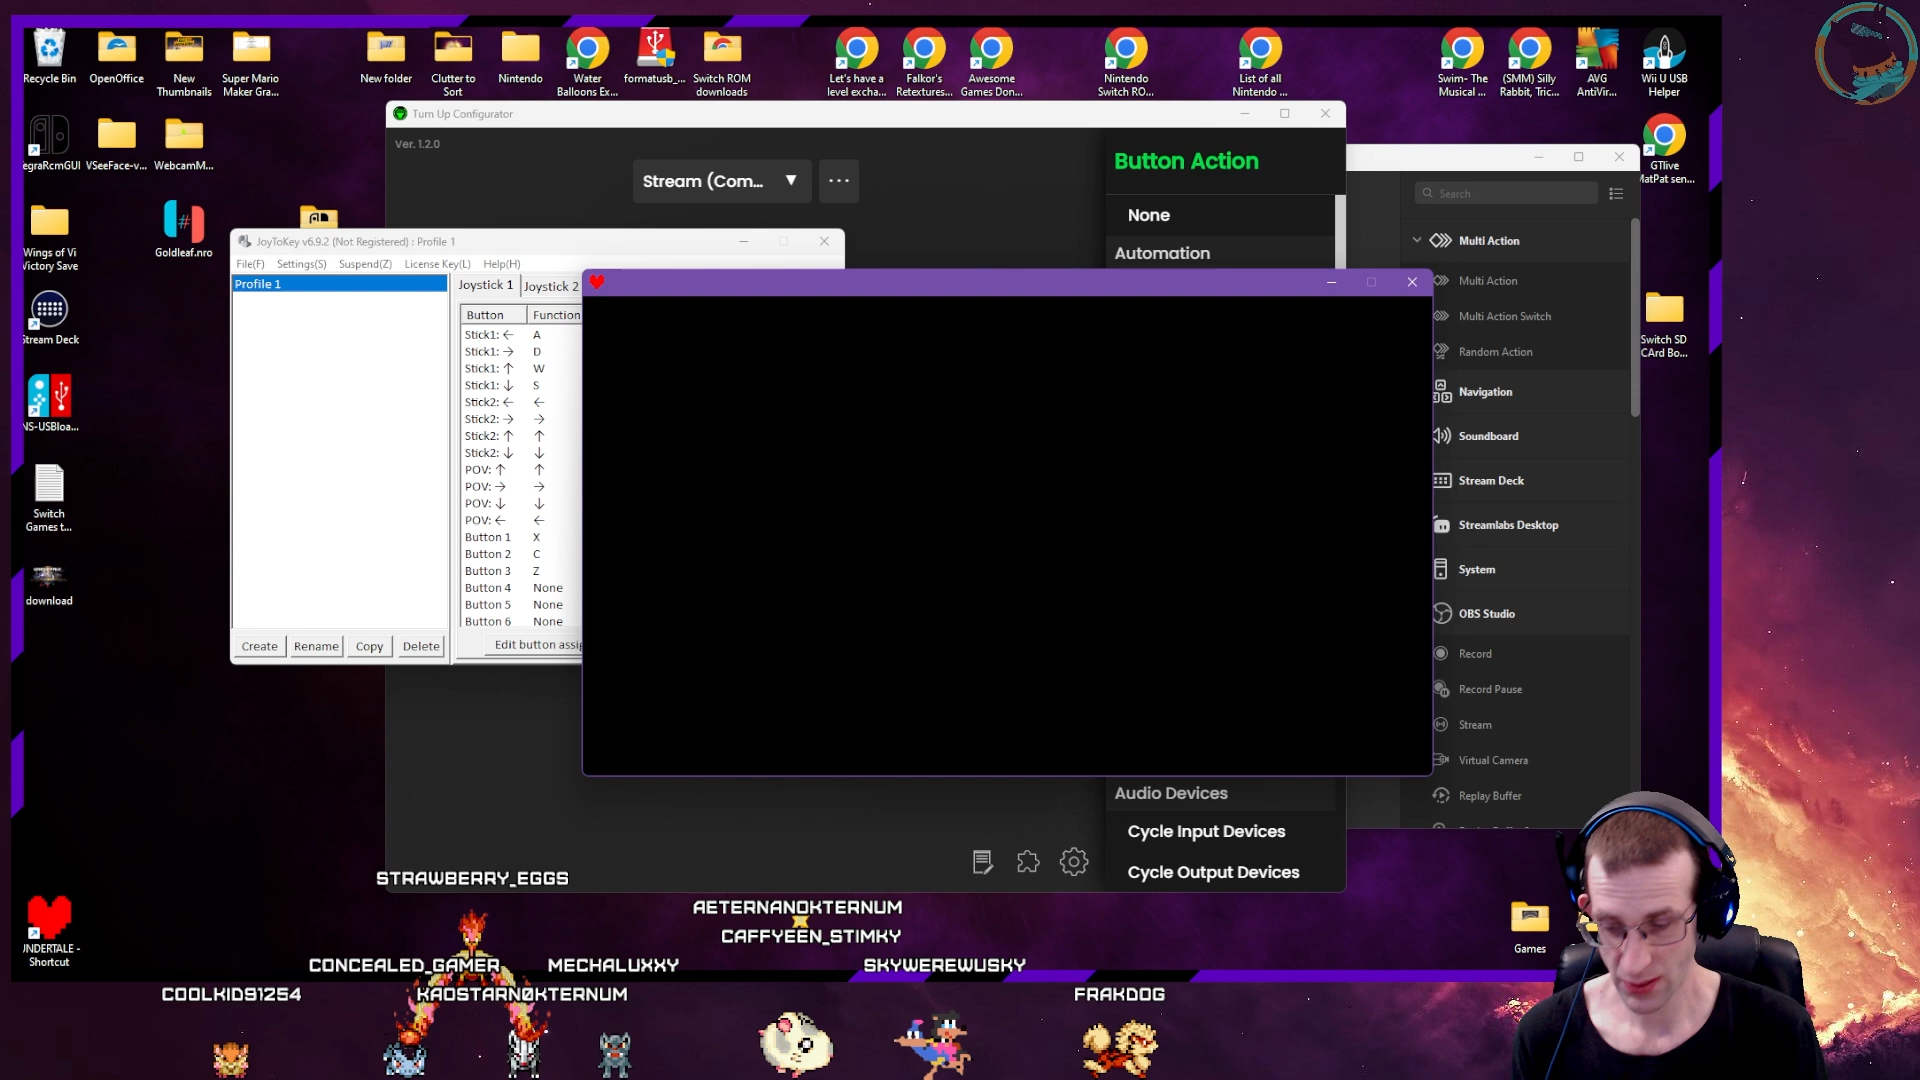 Recycle Bin
OpenOffice
New
Thumbnails
Super Mario
Maker Gra...
New folder
Clutter to
Sort
Nintendo
Water
Balloons Ex...
formatusb_...
Switch ROM
downloads
Let's have a
level excha...
Falkor's
Retextures...
Awesome
Games Don...
Nintendo
Switch RO...
List of all
Nintendo ...
Swim- The
Musical ...
(SMM) Silly
Rabbit, Tric...
AVG
AntiVir...
Wii U USB
Helper
egraRcmGUI
VSeeFace-v...
WebcamM...
GTlive
MatPat sen...
Wings of Vi
Victory Save
Goldleaf.nro
Stream Deck
Switch SD
CArd Bo...
NS-USBloa...
Switch
Games t...
download
UNDERTALE -
Shortcut
Games
Turn Up Configurator
Ver. 1.2.0
Stream (Com... ▼
...
Button Action
None
Automation
Audio Devices
Cycle Input Devices
Cycle Output Devices
JoyToKey v6.9.2 (Not Registered) : Profile 1
File(F) Settings(S) Suspend(Z) License Key(L) Help(H)
Profile 1
Joystick 1 Joystick 2
Button Function
Stick1: ← A
Stick1: → D
Stick1: ↑ W
Stick1: ↓ S
Stick2: ← ←
Stick2: → →
Stick2: ↑ ↑
Stick2: ↓ ↓
POV: ↑ ↑
POV: → →
POV: ↓ ↓
POV: ← ←
Button 1 X
Button 2 C
Button 3 Z
Button 4 None
Button 5 None
Button 6 None
Create Rename Copy Delete
Edit button assig
Search
Multi Action
Multi Action
Multi Action Switch
Random Action
Navigation
Soundboard
Stream Deck
Streamlabs Desktop
System
OBS Studio
Record
Record Pause
Stream
Virtual Camera
Replay Buffer
STRAWBERRY_EGGS
AETERNANOKTERNUM
CAFFYEEN_STIMKY
CONCEALED_GAMER
MECHALUXXY
SKYWEREWUSKY
COOLKID91254
KAOSTARN0KTERNUM
FRAKDOG